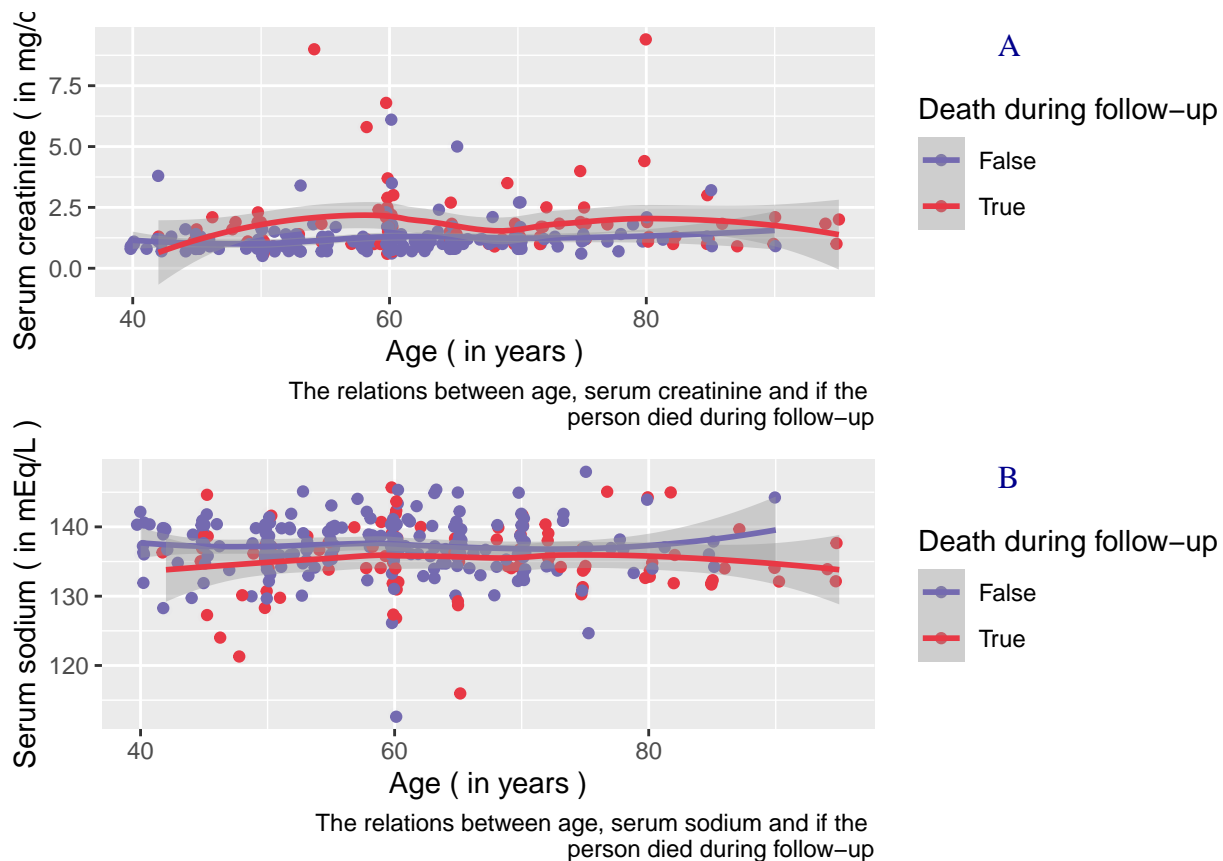 A
Serum creatinine ( in mg/d
7.5
5.0
2.5
0.0
40
60
80
Age ( in years )
Death during follow−up
False
True
The relations between age, serum creatinine and if the
person died during follow−up
B
Serum sodium ( in mEq/L )
140
130
120
40
60
80
Age ( in years )
Death during follow−up
False
True
The relations between age, serum sodium and if the
person died during follow−up